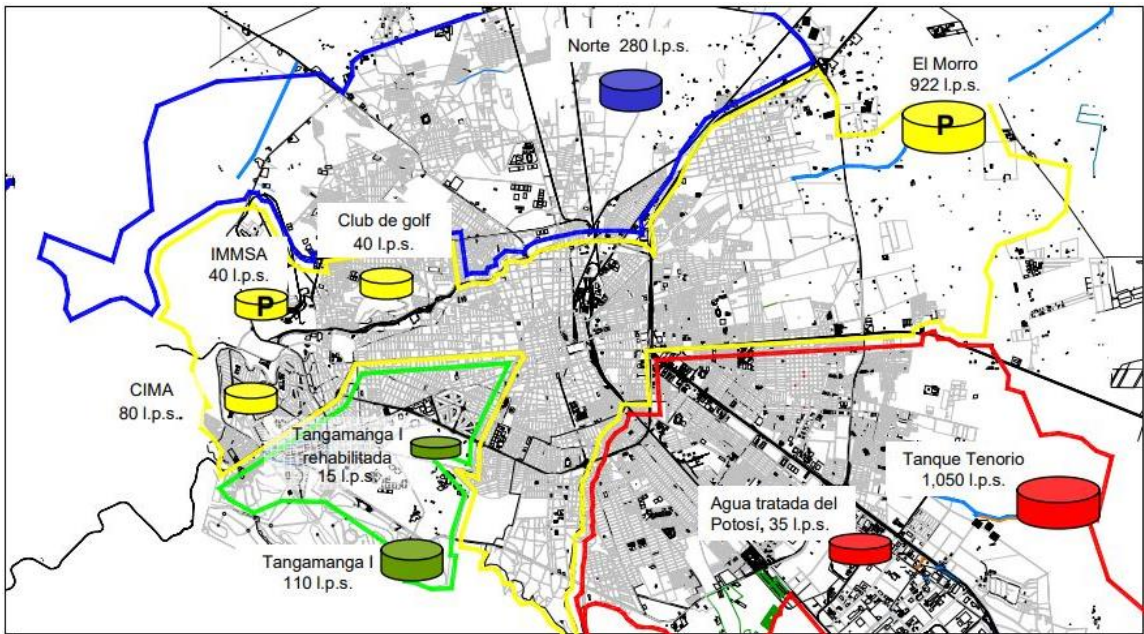 Norte 280 l.p.s.
El Morro
922 l.p.s.
P
Club de golf
40 l.p.s.
IMMSA
40 l.p.s.
P
CIMA
80 l.p.s..
Tangamanga I
rehabilitada
15 l.p.s.
Tanque Tenorio
1,050 l.p.s.
Agua tratada del
Potosí, 35 l.p.s.
Tangamanga I
110 l.p.s.